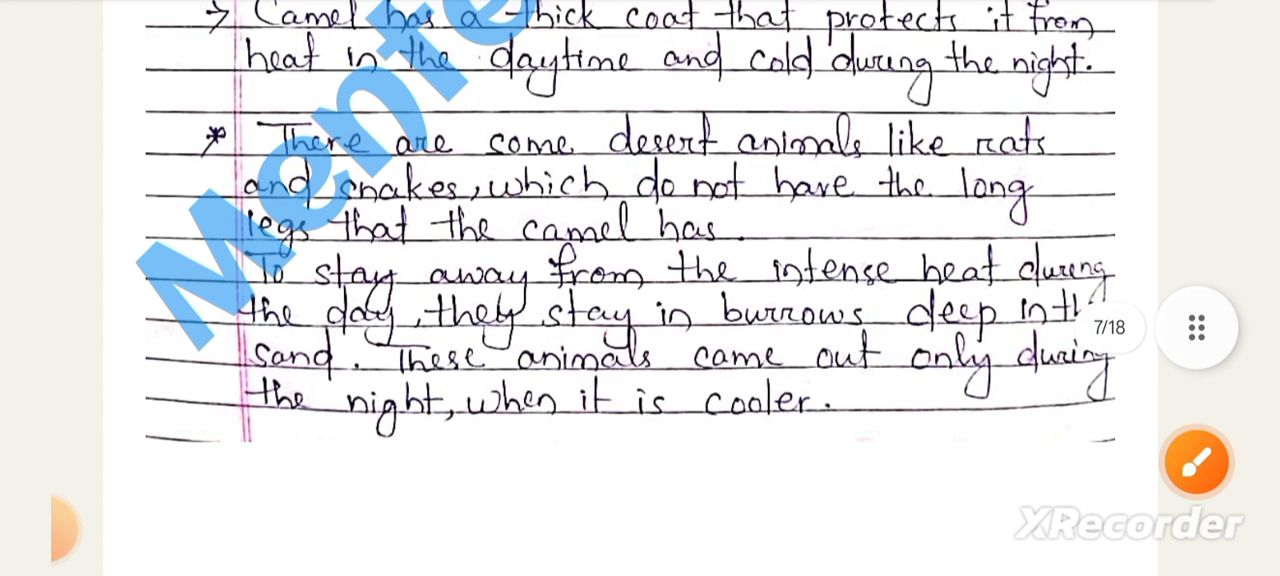 → Camel has a thick coat that protects it from
heat in the daytime and cold during the night.
* There are some desert animals like rats
and snakes, which do not have the long
legs that the camel has.
To stay away from the intense heat during
the day, they stay in burrows deep in th
7/18
sand. These animals came out only during
the night, when it is cooler.
Mente
XRecorder